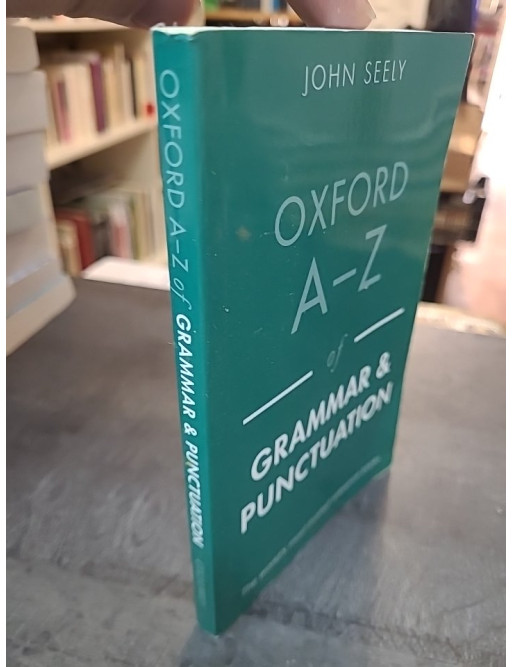 JOHN SEELY
OXFORD
A–Z
of
GRAMMAR &
PUNCTUATION
OXFORD A–Z of GRAMMAR & PUNCTUATION